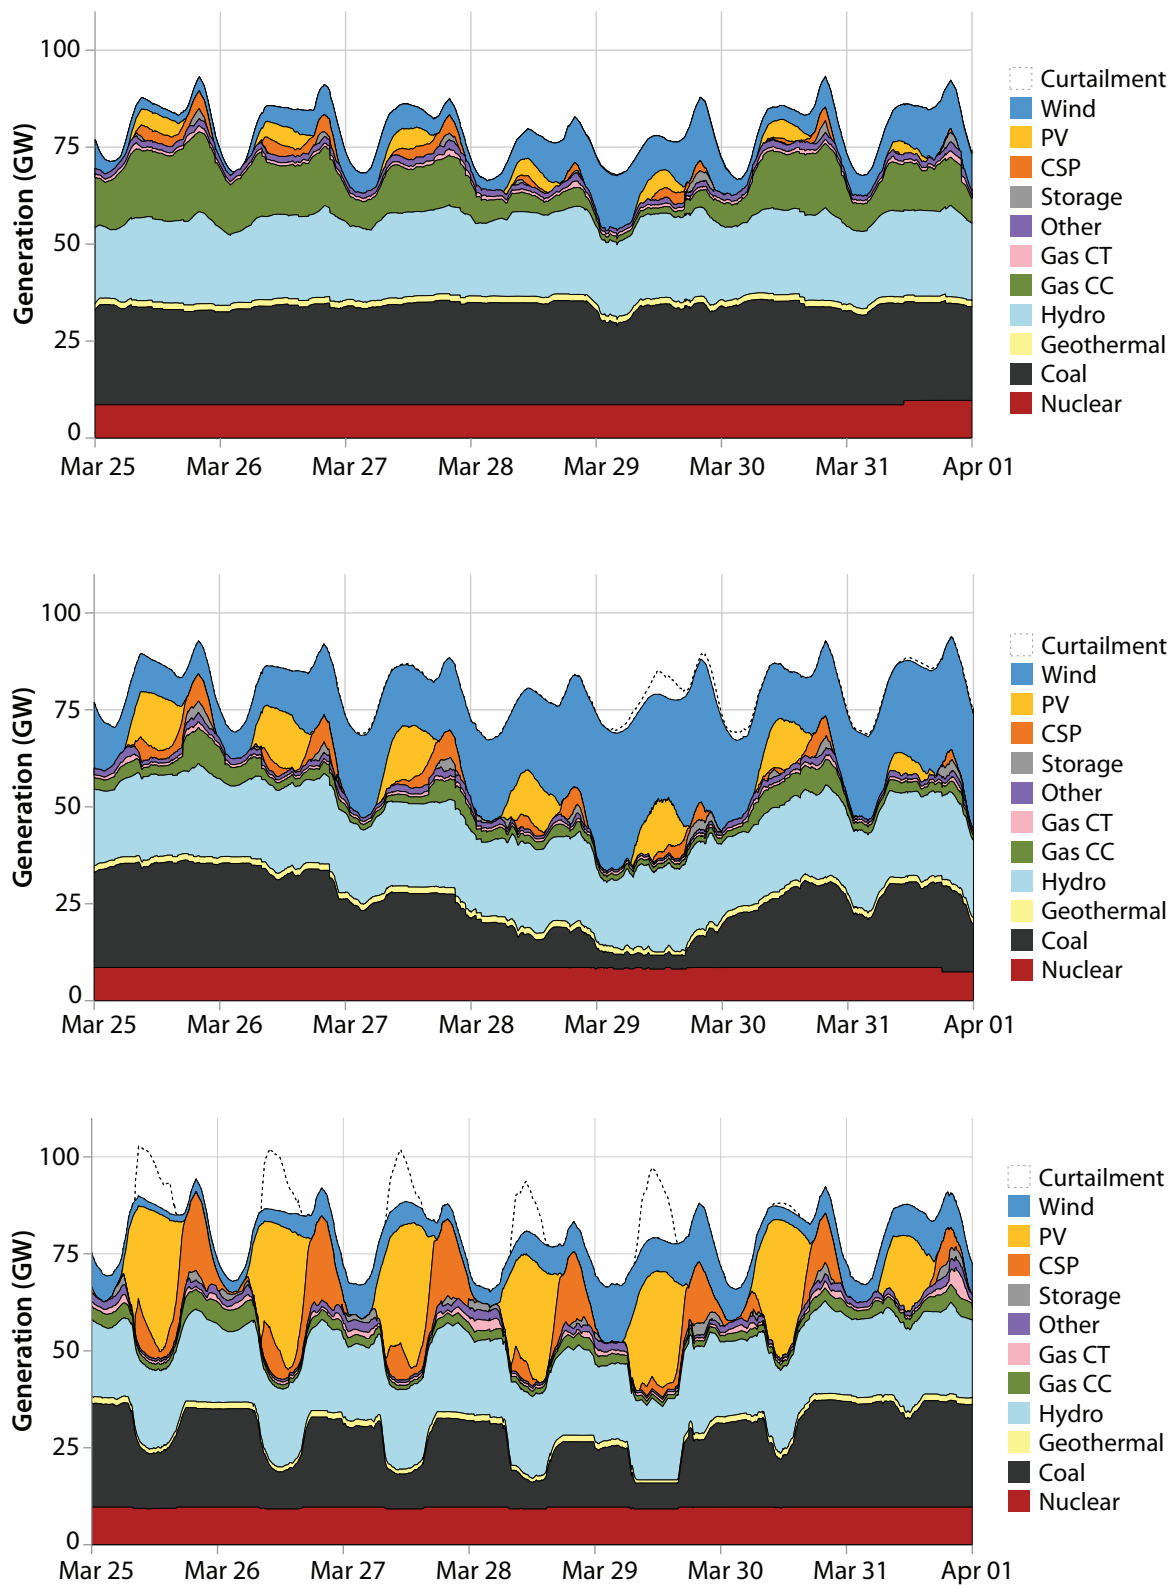 100
75
50
25
0
Generation (GW)
Mar 25 Mar 26 Mar 27 Mar 28 Mar 29 Mar 30 Mar 31 Apr 01
Curtailment
Wind
PV
CSP
Storage
Other
Gas CT
Gas CC
Hydro
Geothermal
Coal
Nuclear
100
75
50
25
0
Generation (GW)
Mar 25 Mar 26 Mar 27 Mar 28 Mar 29 Mar 30 Mar 31 Apr 01
Curtailment
Wind
PV
CSP
Storage
Other
Gas CT
Gas CC
Hydro
Geothermal
Coal
Nuclear
100
75
50
25
0
Generation (GW)
Mar 25 Mar 26 Mar 27 Mar 28 Mar 29 Mar 30 Mar 31 Apr 01
Curtailment
Wind
PV
CSP
Storage
Other
Gas CT
Gas CC
Hydro
Geothermal
Coal
Nuclear